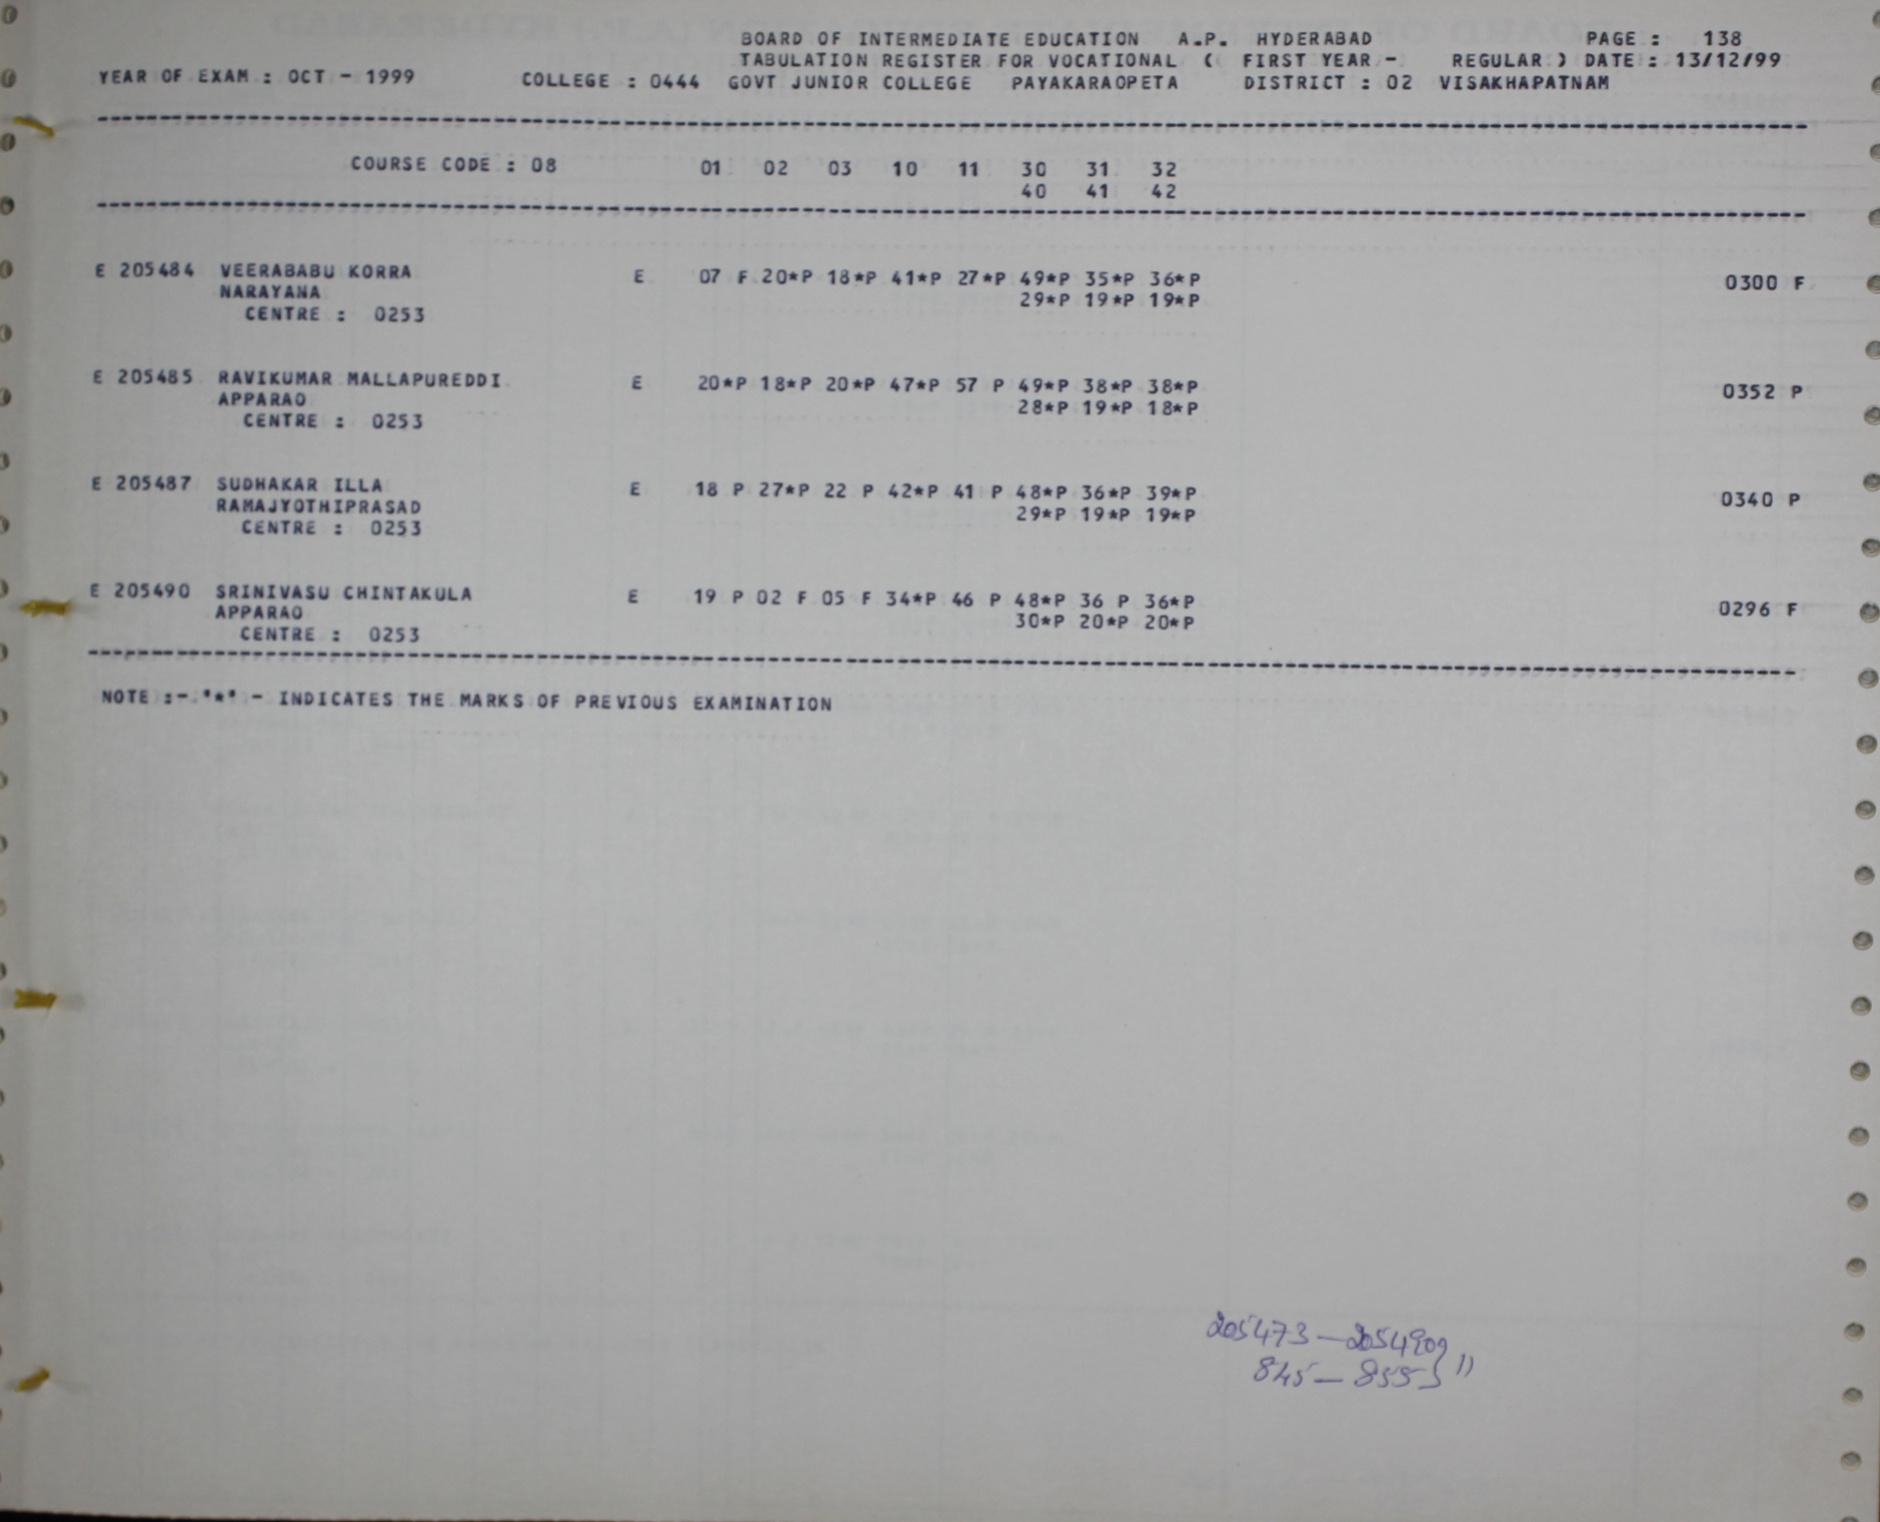 BOARD OF INTERMEDIATE EDUCATION A.P. HYDERABAD PAGE : 138
TABULATION REGISTER FOR VOCATIONAL ( FIRST YEAR - REGULAR ) DATE : 13/12/99
YEAR OF EXAM : OCT - 1999 COLLEGE : 0444 GOVT JUNIOR COLLEGE PAYAKARAOPETA DISTRICT : 02 VISAKHAPATNAM
COURSE CODE : 08 01 02 03 10 11 30 31 32
40 41 42
E 205484 VEERABABU KORRA E 07 F 20*P 18*P 41*P 27*P 49*P 35*P 36*P 0300 F
NARAYANA 29*P 19*P 19*P
CENTRE : 0253
E 205485 RAVIKUMAR MALLAPUREDDI E 20*P 18*P 20*P 47*P 57 P 49*P 38*P 38*P 0352 P
APPARAO 28*P 19*P 18*P
CENTRE : 0253
E 205487 SUDHAKAR ILLA E 18 P 27*P 22 P 42*P 41 P 48*P 36*P 39*P 0340 P
RAMAJYOTHIPRASAD 29*P 19*P 19*P
CENTRE : 0253
E 205490 SRINIVASU CHINTAKULA E 19 P 02 F 05 F 34*P 46 P 48*P 36 P 36*P 0296 F
APPARAO 30*P 20*P 20*P
CENTRE : 0253
NOTE :- '*' - INDICATES THE MARKS OF PREVIOUS EXAMINATION
205473 — 205490
845 — 855 } 11